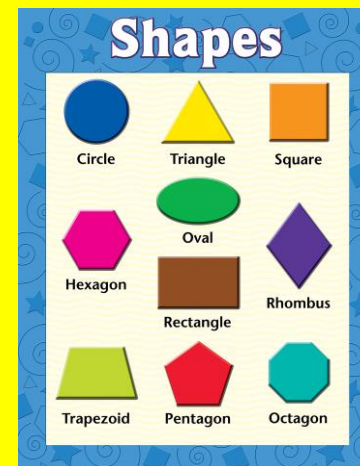 Shapes
Circle Triangle Square
Oval
Hexagon
Rhombus
Rectangle
Trapezoid Pentagon Octagon